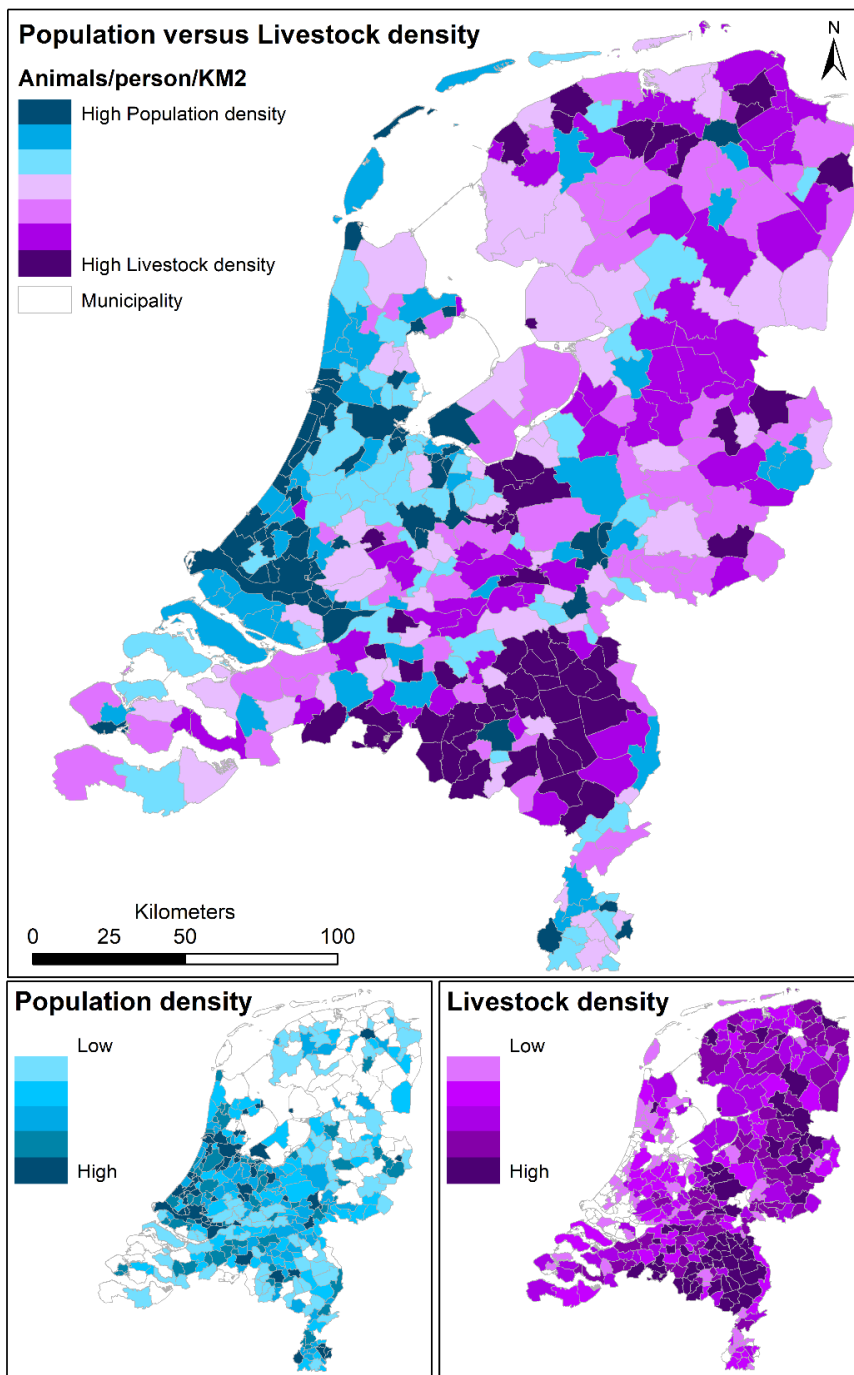 Population versus Livestock density
N
Animals/person/KM2
High Population density
High Livestock density
Municipality
Kilometers
0 25 50 100
Population density
Low
High
Livestock density
Low
High